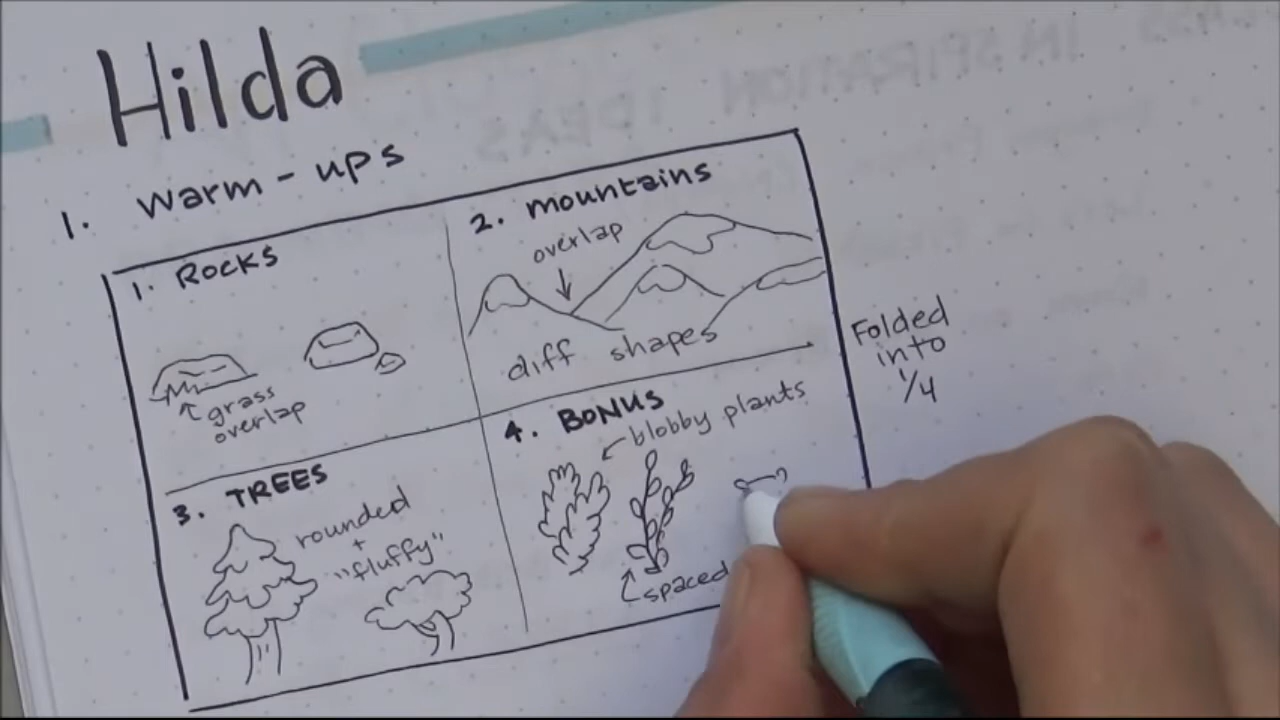 Hilda
1. warm-ups
1. ROCKS
grass
overlap
2. mountains
overlap
diff shapes
3. TREES
rounded
+
"fluffy"
4. BONUS
blobby plants
spaced
Folded
into
1/4